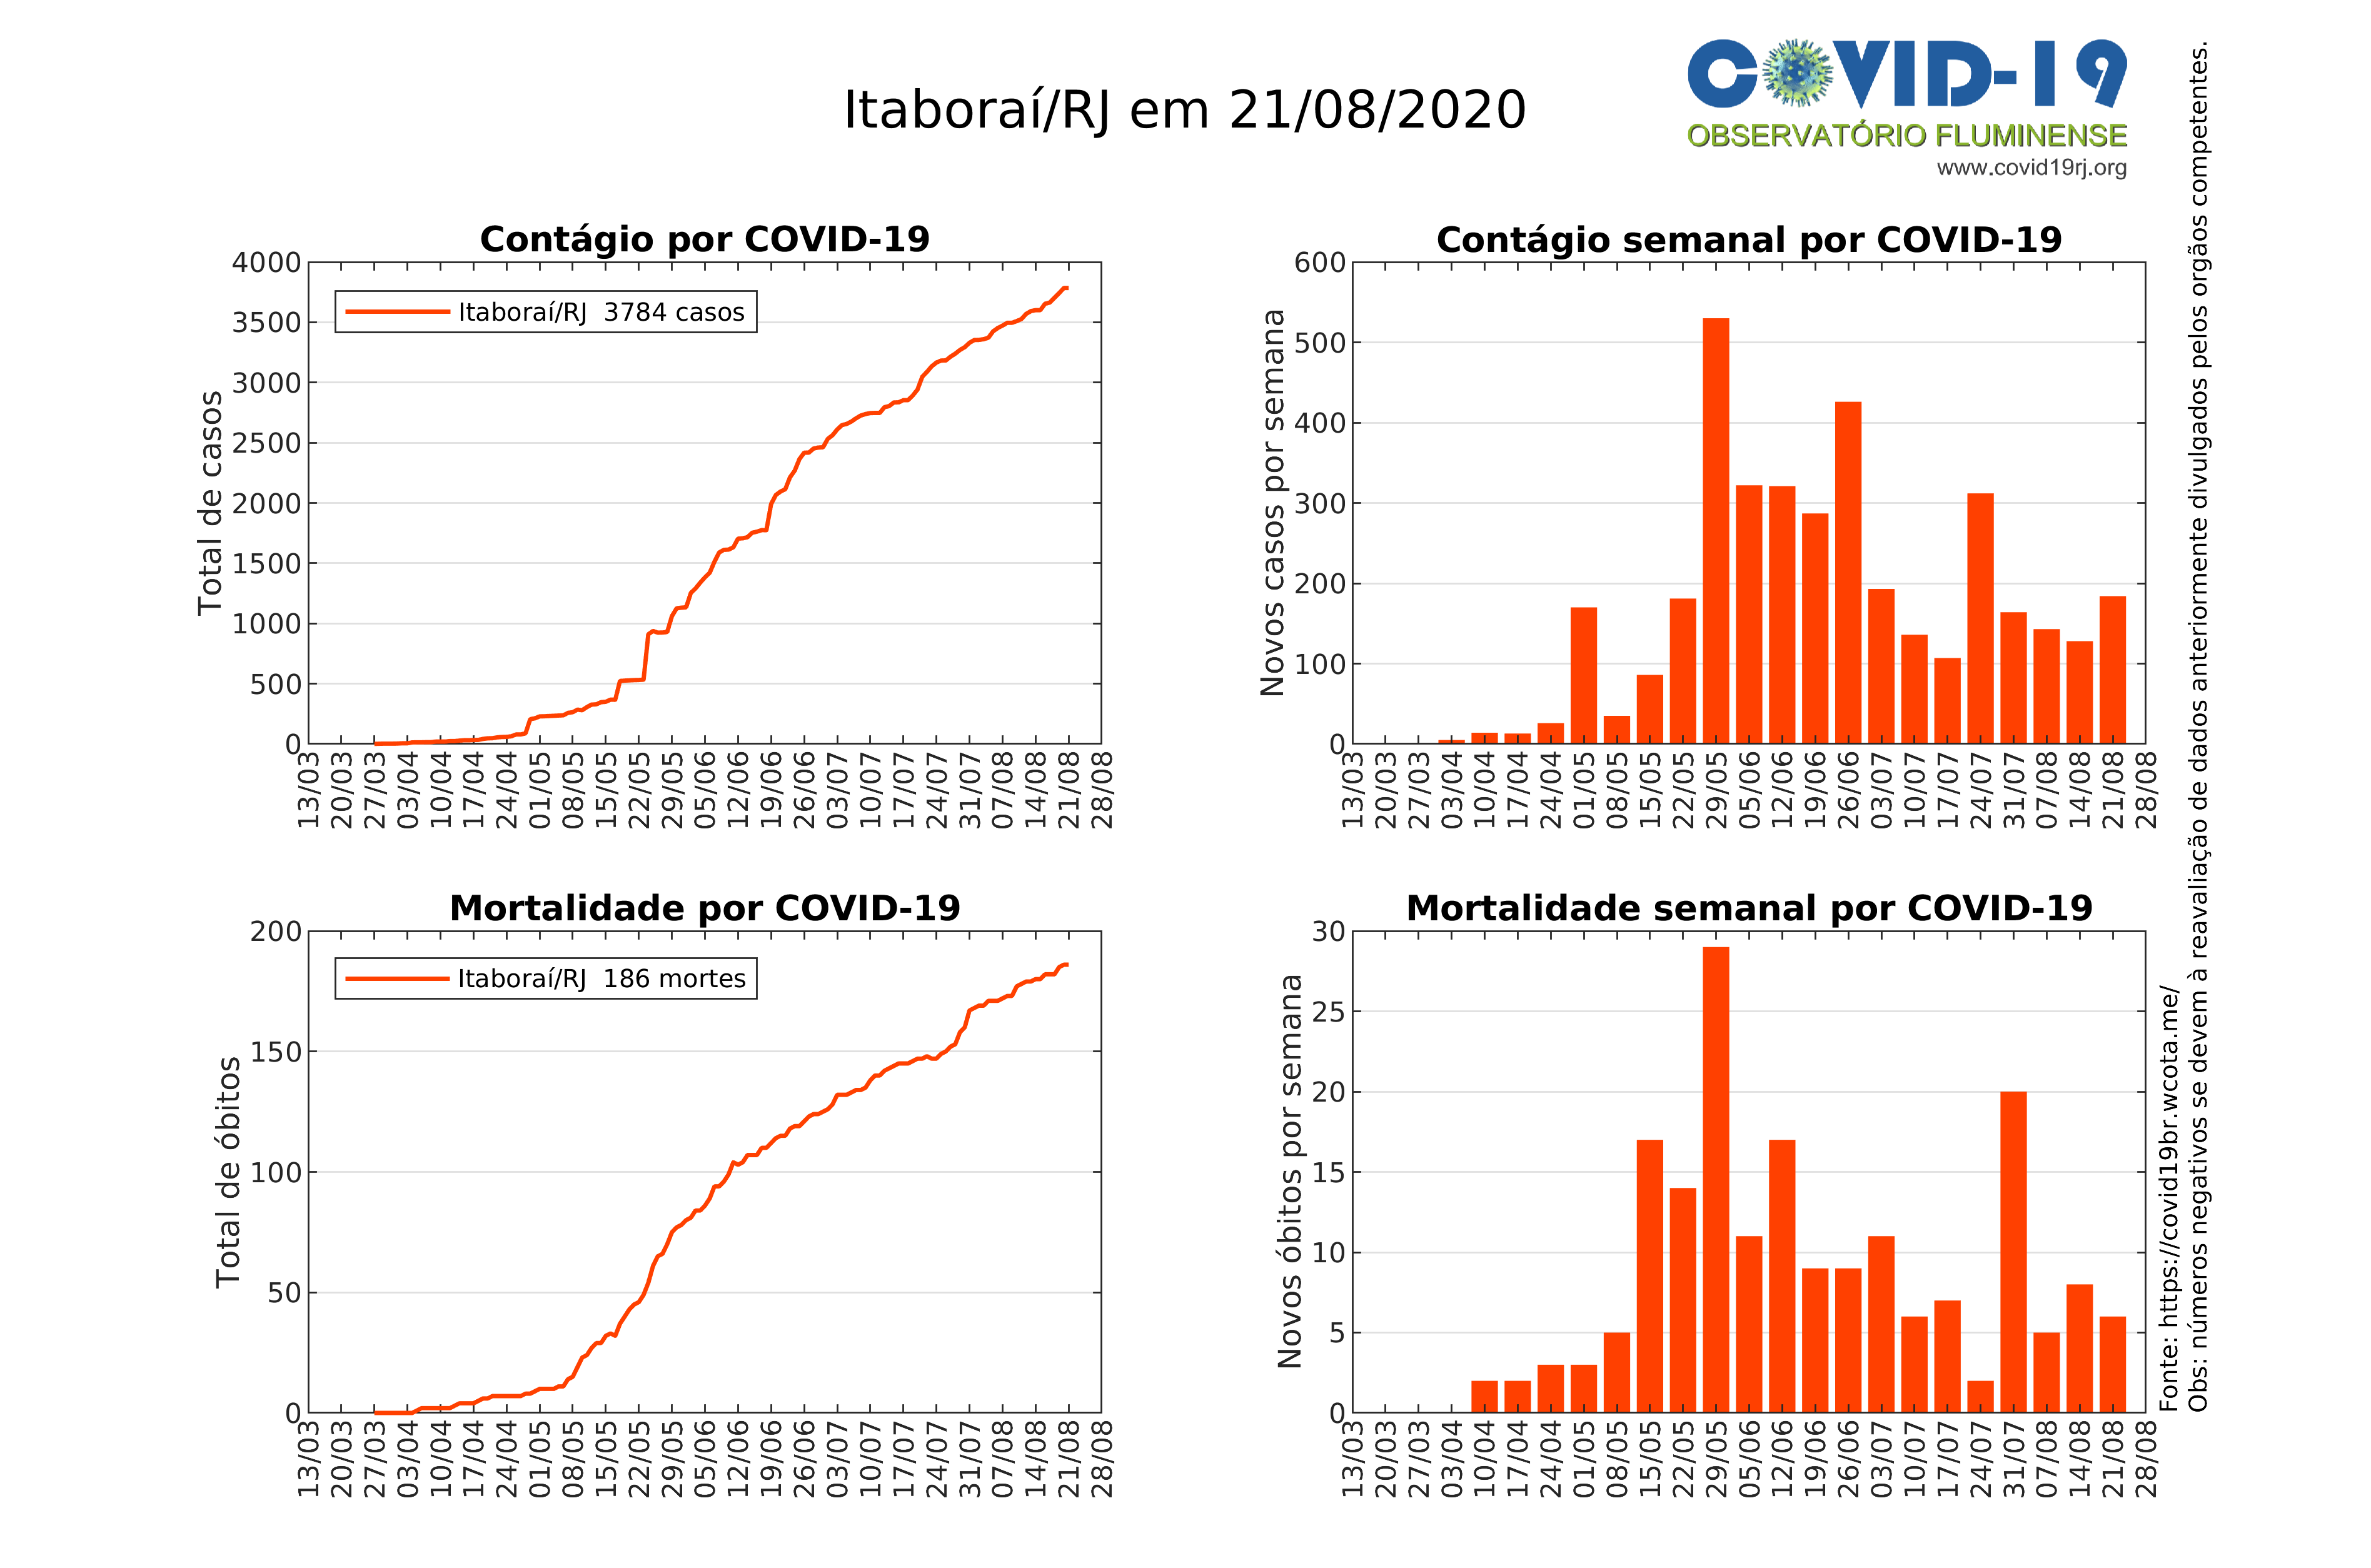 Itaboraí/RJ em 21/08/2020
COVID-19
OBSERVATÓRIO FLUMINENSE
www.covid19rj.org
Contágio por COVID-19
Total de casos
4000
3500
3000
2500
2000
1500
1000
500
0
Itaboraí/RJ 3784 casos
13/03 20/03 27/03 03/04 10/04 17/04 24/04 01/05 08/05 15/05 22/05 29/05 05/06 12/06 19/06 26/06 03/07 10/07 17/07 24/07 31/07 07/08 14/08 21/08 28/08
Contágio semanal por COVID-19
Novos casos por semana
600
500
400
300
200
100
0
13/03 20/03 27/03 03/04 10/04 17/04 24/04 01/05 08/05 15/05 22/05 29/05 05/06 12/06 19/06 26/06 03/07 10/07 17/07 24/07 31/07 07/08 14/08 21/08 28/08
Mortalidade por COVID-19
Total de óbitos
200
150
100
50
0
Itaboraí/RJ 186 mortes
13/03 20/03 27/03 03/04 10/04 17/04 24/04 01/05 08/05 15/05 22/05 29/05 05/06 12/06 19/06 26/06 03/07 10/07 17/07 24/07 31/07 07/08 14/08 21/08 28/08
Mortalidade semanal por COVID-19
Novos óbitos por semana
30
25
20
15
10
5
0
13/03 20/03 27/03 03/04 10/04 17/04 24/04 01/05 08/05 15/05 22/05 29/05 05/06 12/06 19/06 26/06 03/07 10/07 17/07 24/07 31/07 07/08 14/08 21/08 28/08
Fonte: https://covid19br.wcota.me/
Obs: números negativos se devem à reavaliação de dados anteriormente divulgados pelos orgãos competentes.